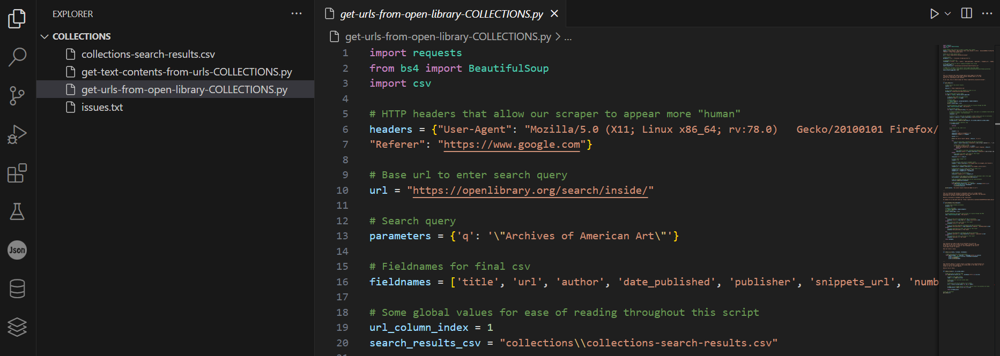 EXPLORER
COLLECTIONS
collections-search-results.csv
get-text-contents-from-urls-COLLECTIONS.py
get-urls-from-open-library-COLLECTIONS.py
issues.txt
Json
get-urls-from-open-library-COLLECTIONS.py
get-urls-from-open-library-COLLECTIONS.py > ...
1 import requests
2 from bs4 import BeautifulSoup
3 import csv
4
5 # HTTP headers that allow our scraper to appear more "human"
6 headers = {"User-Agent": "Mozilla/5.0 (X11; Linux x86_64; rv:78.0)   Gecko/20100101 Firefox/
7 "Referer": "https://www.google.com"}
8
9 # Base url to enter search query
10 url = "https://openlibrary.org/search/inside/"
11
12 # Search query
13 parameters = {'q': '\"Archives of American Art\"'}
14
15 # Fieldnames for final csv
16 fieldnames = ['title', 'url', 'author', 'date_published', 'publisher', 'snippets_url', 'numb
17
18 # Some global values for ease of reading throughout this script
19 url_column_index = 1
20 search_results_csv = "collections\\collections-search-results.csv"